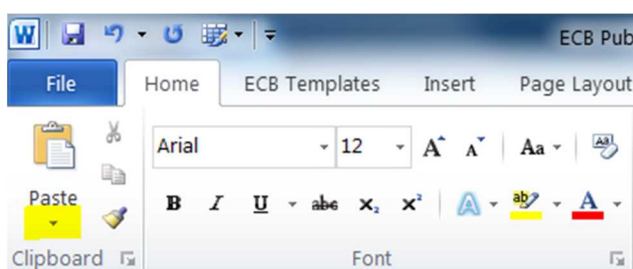 W ECB Pub
File Home ECB Templates Insert Page Layout
Arial 12 A A Aa Aa
Paste B I U abc x₂ x² A ab A
Clipboard Font